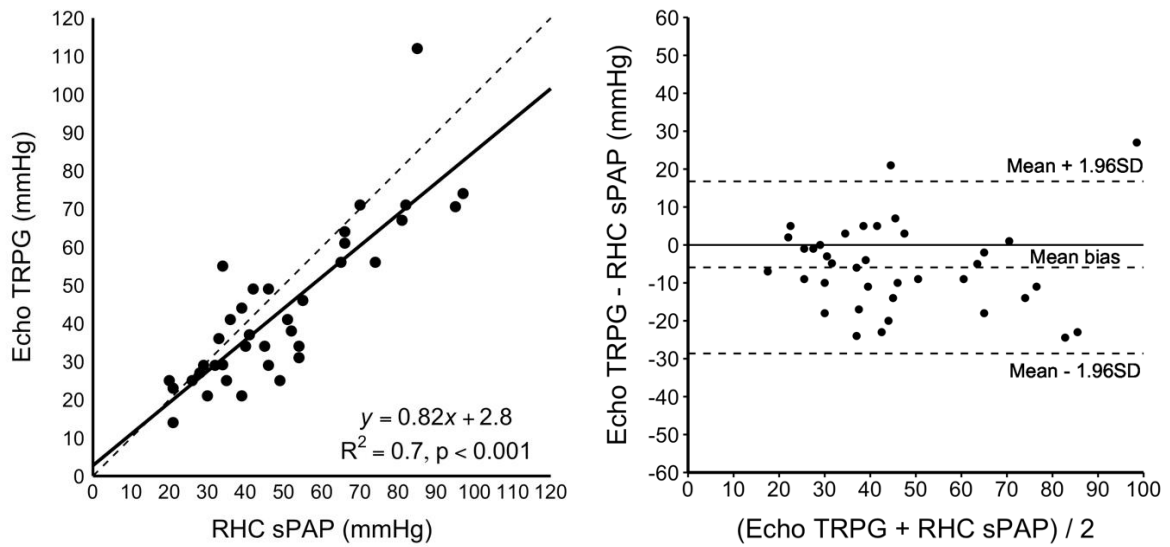 120
110
100
90
80
70
60
50
40
30
20
10
0
Echo TRPG (mmHg)
y = 0.82x + 2.8
R² = 0.7, p < 0.001
0 10 20 30 40 50 60 70 80 90 100 110 120
RHC sPAP (mmHg)
60
50
40
30
20
10
0
-10
-20
-30
-40
-50
-60
Echo TRPG - RHC sPAP (mmHg)
Mean + 1.96SD
Mean bias
Mean - 1.96SD
0 10 20 30 40 50 60 70 80 90 100
(Echo TRPG + RHC sPAP) / 2